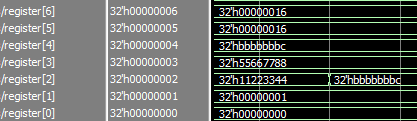 /register[6] 32'h00000006 32'h00000016
/register[5] 32'h00000005 32'h00000016
/register[4] 32'h00000004 32'hbbbbbbbc
/register[3] 32'h00000003 32'h55667788
/register[2] 32'h00000002 32'h11223344 32'hbbbbbbbc
/register[1] 32'h00000001 32'h00000001
/register[0] 32'h00000000 32'h00000000